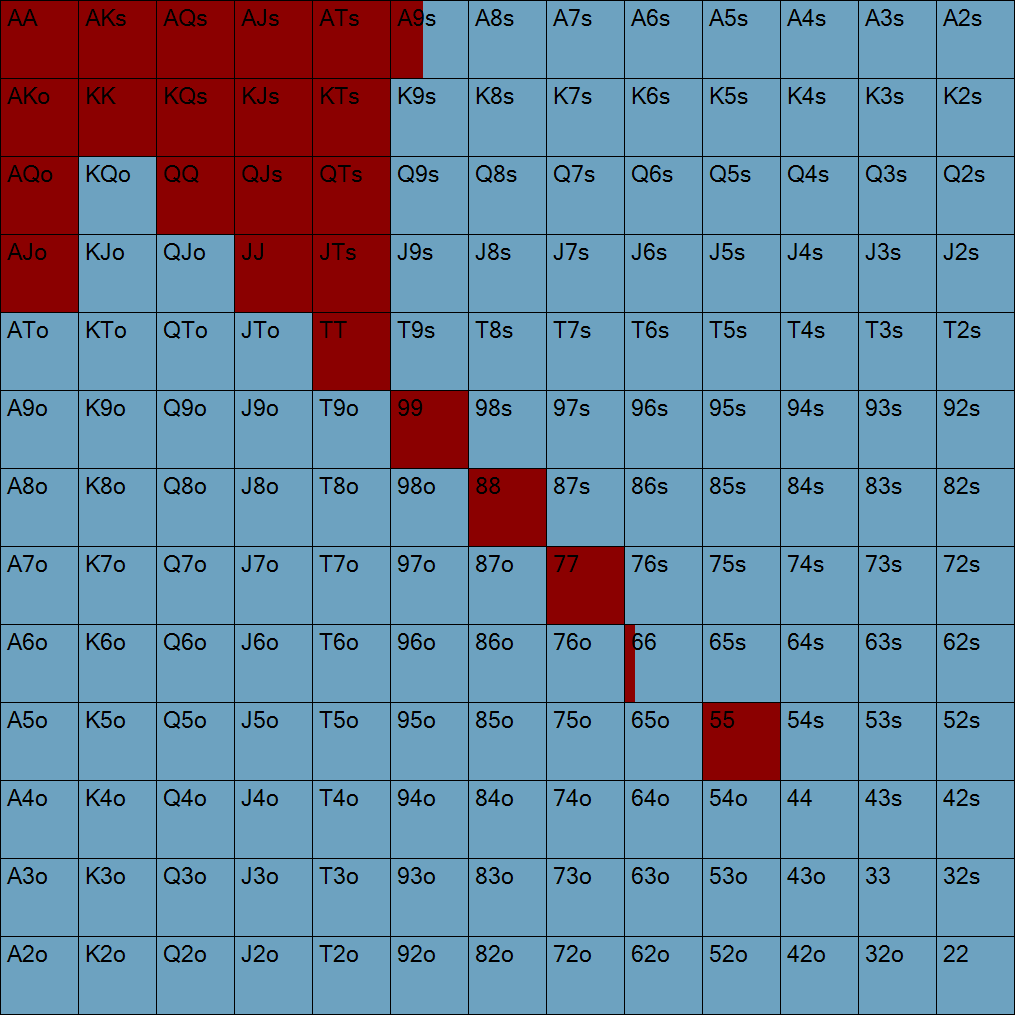 AA AKs AQs AJs ATs A9s A8s A7s A6s A5s A4s A3s A2s
AKo KK KQs KJs KTs K9s K8s K7s K6s K5s K4s K3s K2s
AQo KQo QQ QJs QTs Q9s Q8s Q7s Q6s Q5s Q4s Q3s Q2s
AJo KJo QJo JJ JTs J9s J8s J7s J6s J5s J4s J3s J2s
ATo KTo QTo JTo TT T9s T8s T7s T6s T5s T4s T3s T2s
A9o K9o Q9o J9o T9o 99 98s 97s 96s 95s 94s 93s 92s
A8o K8o Q8o J8o T8o 98o 88 87s 86s 85s 84s 83s 82s
A7o K7o Q7o J7o T7o 97o 87o 77 76s 75s 74s 73s 72s
A6o K6o Q6o J6o T6o 96o 86o 76o 66 65s 64s 63s 62s
A5o K5o Q5o J5o T5o 95o 85o 75o 65o 55 54s 53s 52s
A4o K4o Q4o J4o T4o 94o 84o 74o 64o 54o 44 43s 42s
A3o K3o Q3o J3o T3o 93o 83o 73o 63o 53o 43o 33 32s
A2o K2o Q2o J2o T2o 92o 82o 72o 62o 52o 42o 32o 22